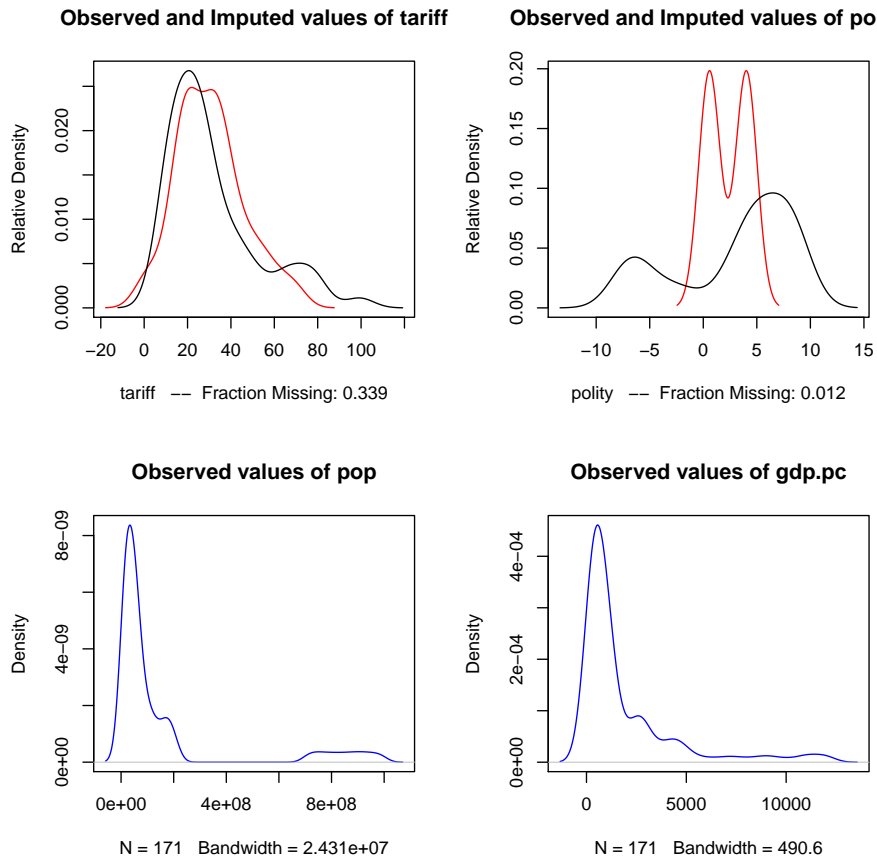 Observed and Imputed values of tariff
Relative Density
0.000 0.010 0.020
−20 0 20 40 60 80 100
tariff −− Fraction Missing: 0.339
Observed and Imputed values of po
Relative Density
0.00 0.05 0.10 0.15 0.20
−10 −5 0 5 10 15
polity −− Fraction Missing: 0.012
Observed values of pop
Density
0e+00 4e−09 8e−09
0e+00 4e+08 8e+08
N = 171 Bandwidth = 2.431e+07
Observed values of gdp.pc
Density
0e+00 2e−04 4e−04
0 5000 10000
N = 171 Bandwidth = 490.6